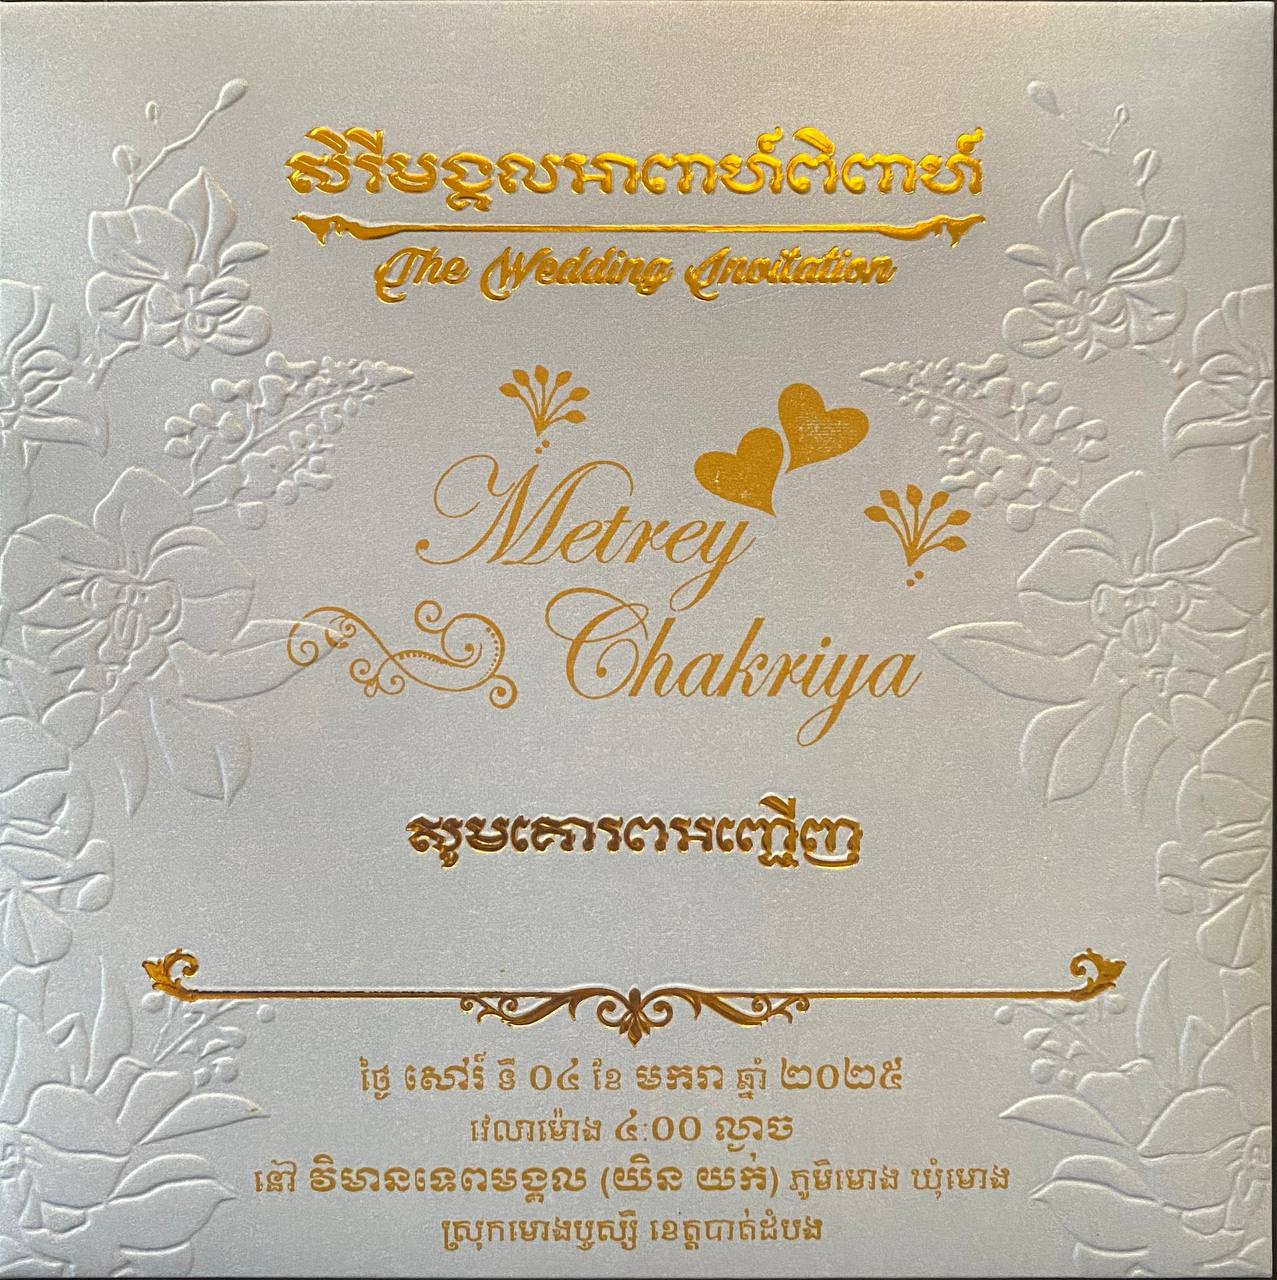 សិរីមង្គលអាពាហ៍ពិពាហ៍
The Wedding Invitation
Metrey
Chakriya
សូមគោរពអញ្ជើញ
ថ្ងៃ សៅរ៍ ទី ០៤ ខែ មករា ឆ្នាំ ២០២៥
វេលាម៉ោង ៤:០០ ល្ងាច
នៅ វិមានទេពមង្គល (យិន យក់) ភូមិមោង ឃុំមោង
ស្រុកមោងឫស្សី ខេត្តបាត់ដំបង